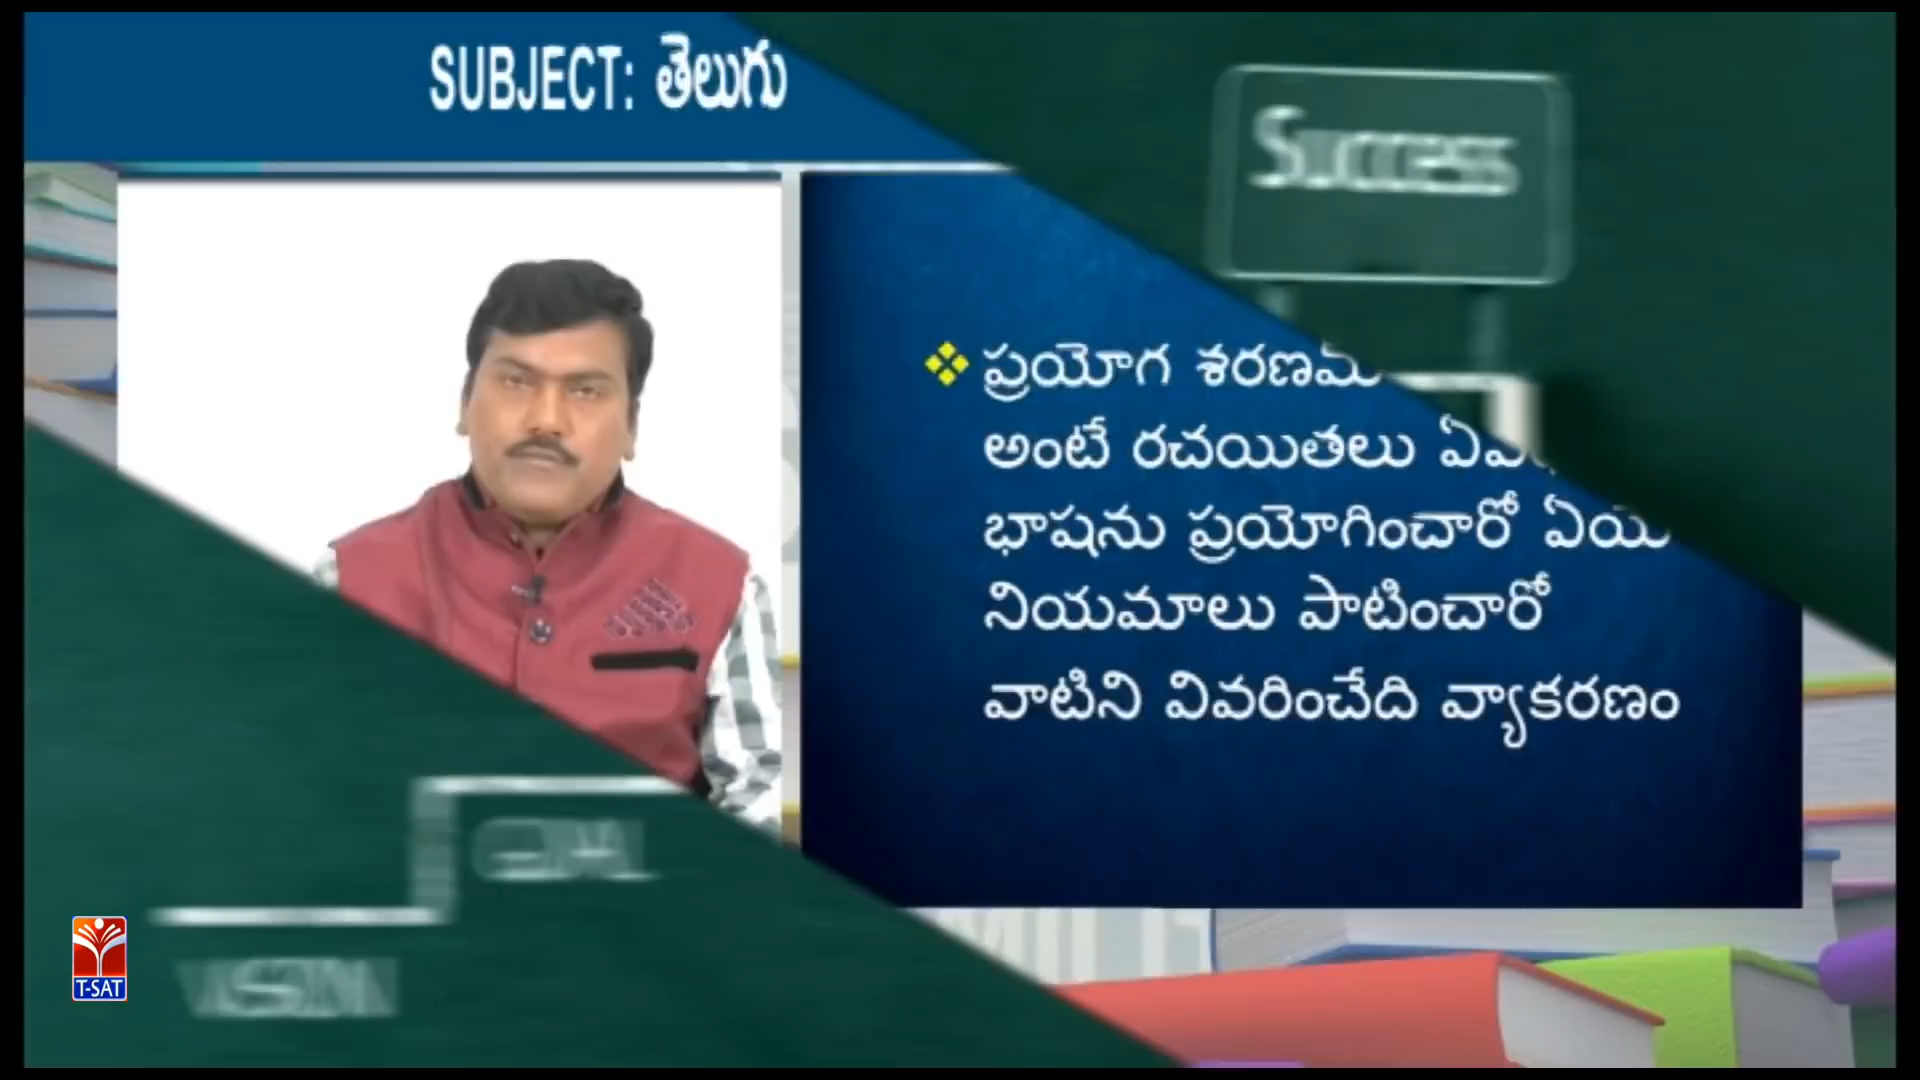 SUBJECT: తెలుగు
Success
ప్రయోగ శరణమ్
అంటే రచయితలు
భాషను ప్రయోగించారో
నియమాలు పాటించారో
వాటిని వివరించేది వ్యాకరణం
T-SAT